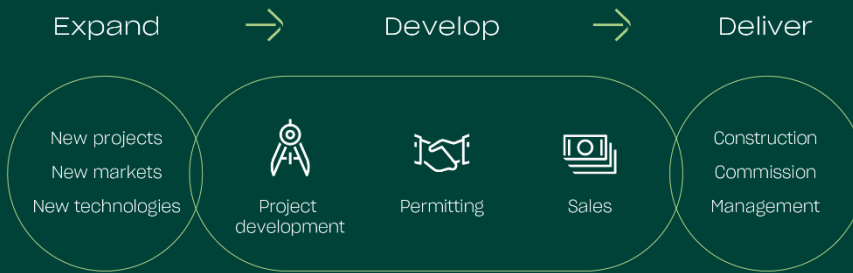 Expand
Develop
Deliver
New projects
New markets
New technologies
Project
development
Permitting
Sales
Construction
Commission
Management